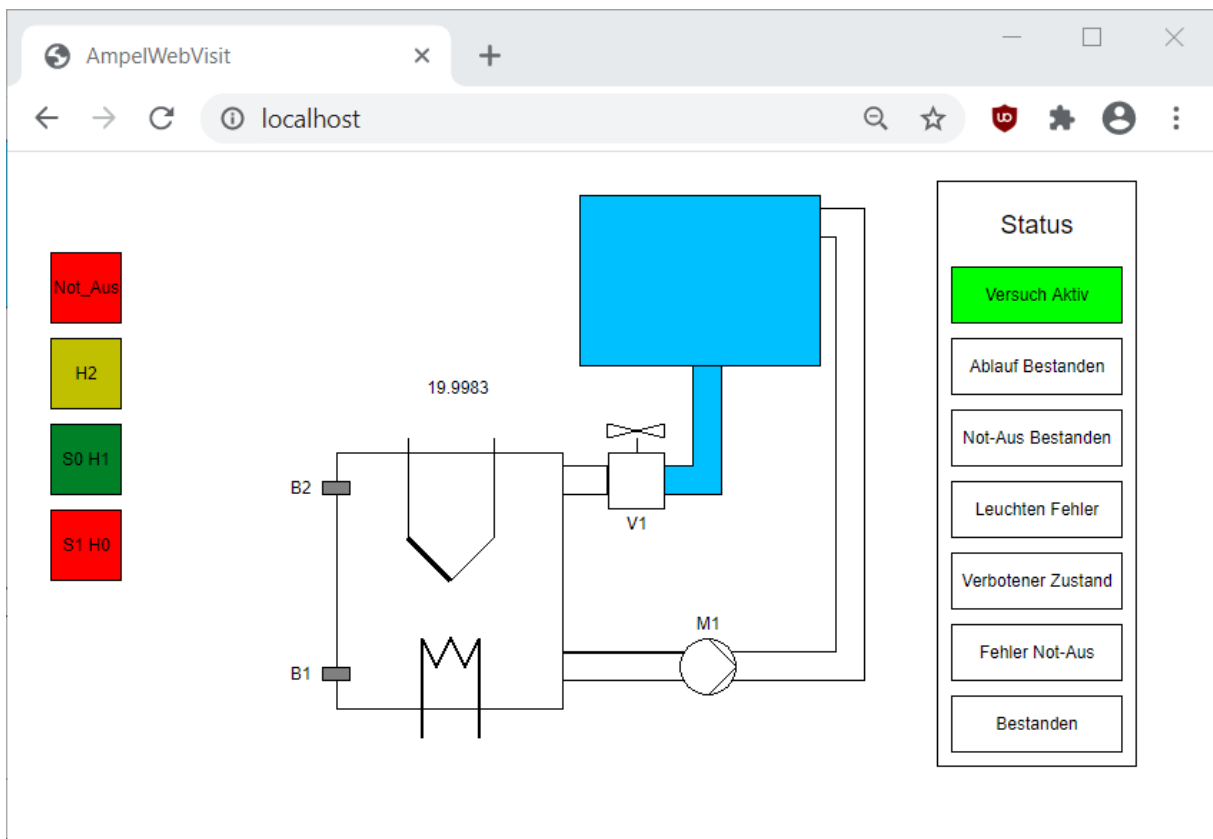 AmpelWebVisit
localhost
Not_Aus
H2
S0 H1
S1 H0
19.9983
B2
V1
B1
M1
Status
Versuch Aktiv
Ablauf Bestanden
Not-Aus Bestanden
Leuchten Fehler
Verbotener Zustand
Fehler Not-Aus
Bestanden